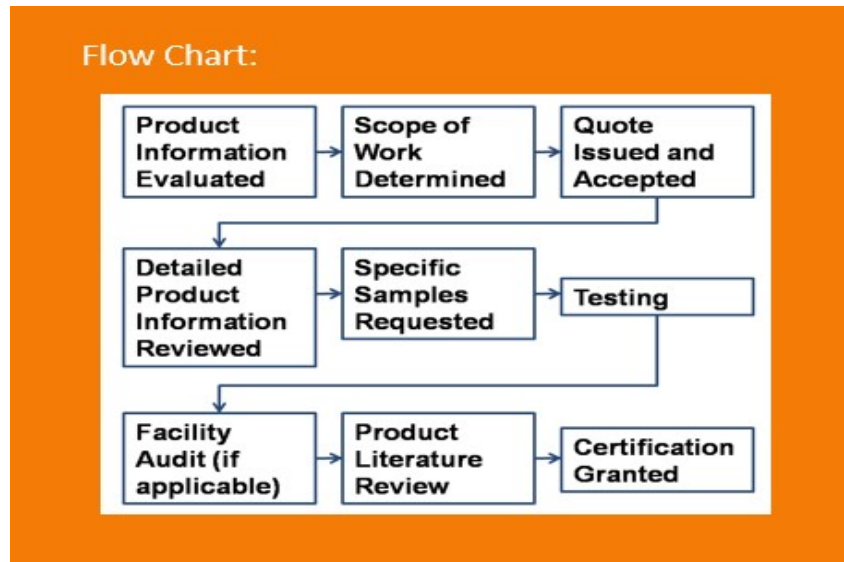 Flow Chart:
Product
Information
Evaluated
Scope of
Work
Determined
Quote
Issued and
Accepted
Detailed
Product
Information
Reviewed
Specific
Samples
Requested
Testing
Facility
Audit (if
applicable)
Product
Literature
Review
Certification
Granted